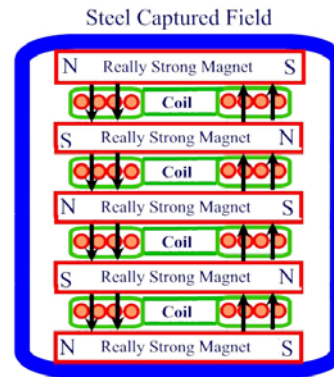 Steel Captured Field
N Really Strong Magnet S
Coil
S Really Strong Magnet N
Coil
N Really Strong Magnet S
Coil
S Really Strong Magnet N
Coil
N Really Strong Magnet S